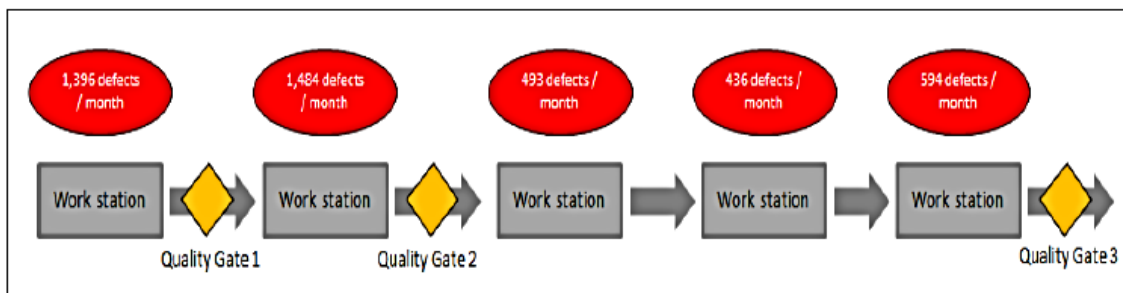 1,396 defects
/ month
1,484 defects
/ month
493 defects /
month
436 defects /
month
594 defects /
month
Work station
Work station
Work station
Work station
Work station
Quality Gate 1
Quality Gate 2
Quality Gate 3